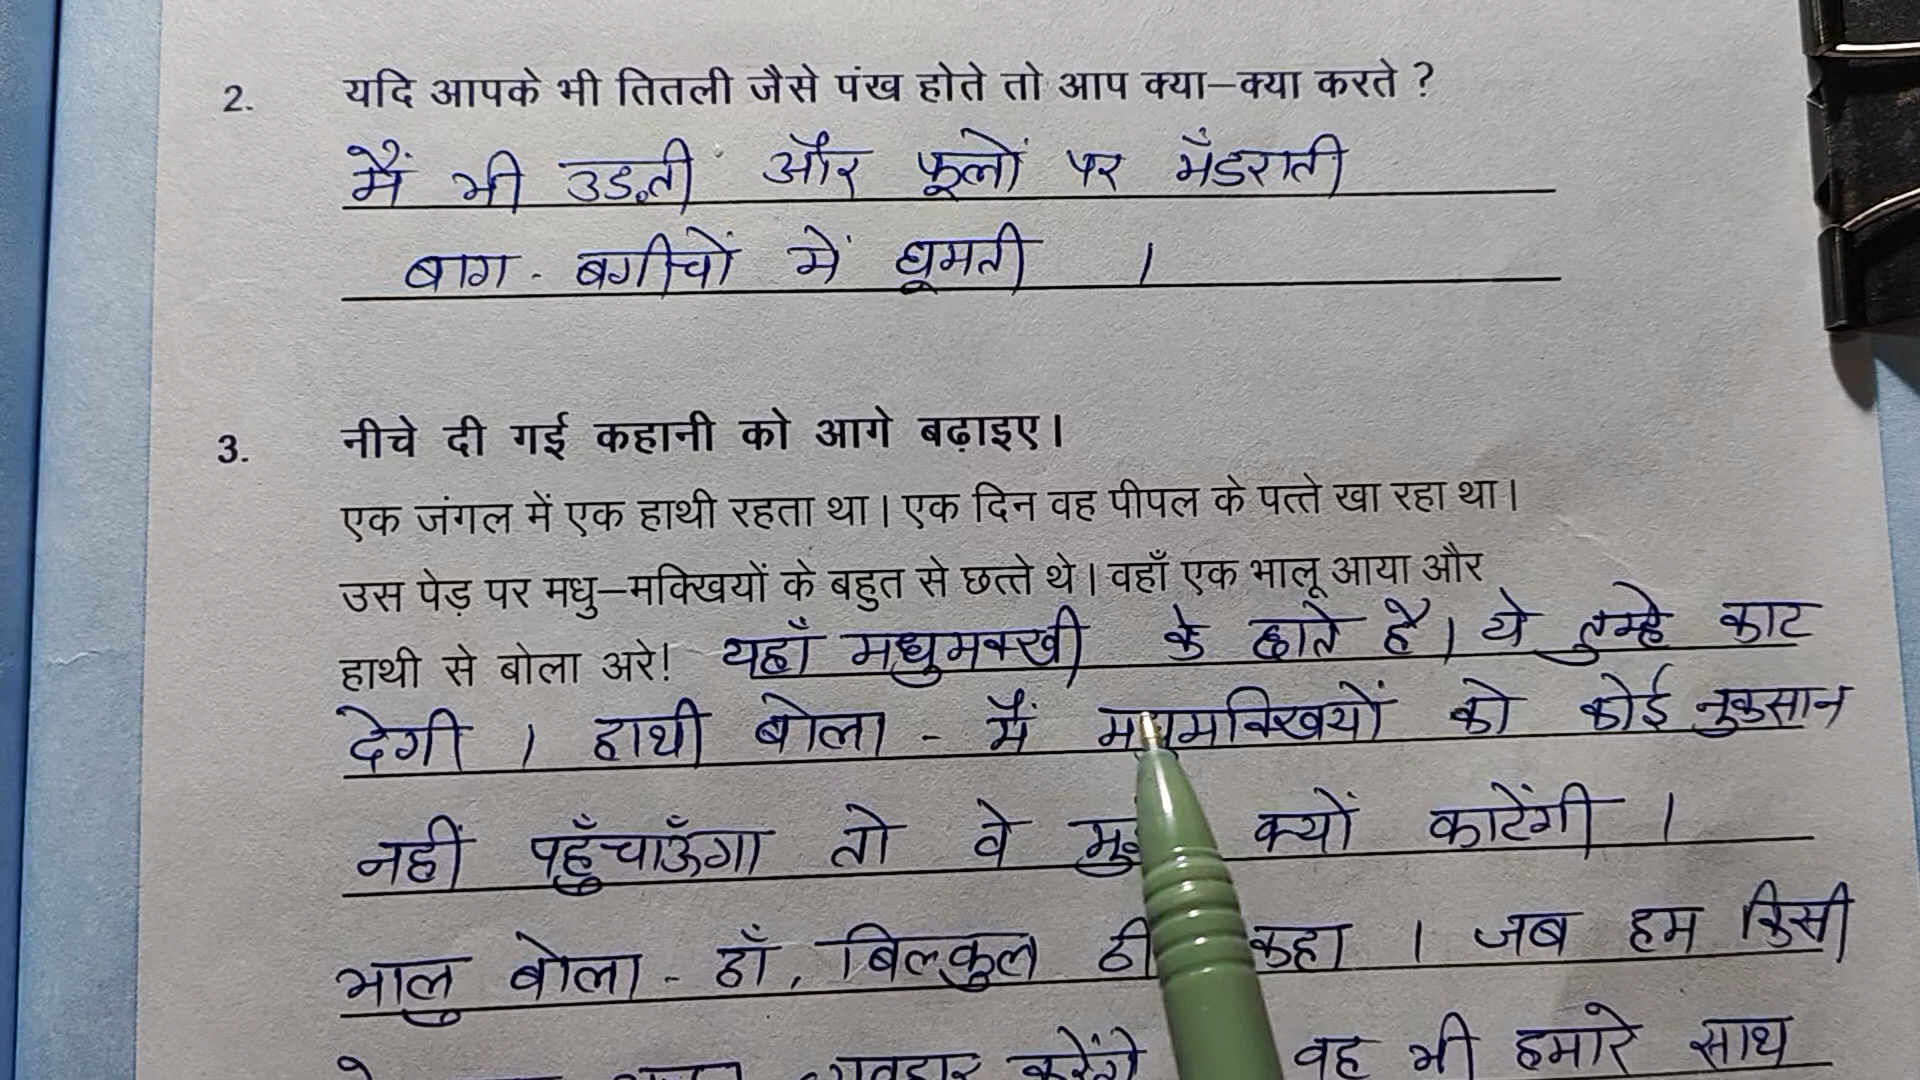 2. यदि आपके भी तितली जैसे पंख होते तो आप क्या–क्या करते ?
मैं भी उड़ती और फूलों पर मँडराती
बाग - बगीचों में घूमती ।
3. नीचे दी गई कहानी को आगे बढ़ाइए।
एक जंगल में एक हाथी रहता था। एक दिन वह पीपल के पत्ते खा रहा था।
उस पेड़ पर मधु–मक्खियों के बहुत से छत्ते थे। वहाँ एक भालू आया और
हाथी से बोला अरे! यहाँ मधुमक्खी के छाते है। ये तुम्हे काट
देगी । हाथी बोला - मैं मधुमक्खियों को कोई नुकसान
नहीं पहुँचाऊँगा तो वे क्यों काटेंगी ।
भालू बोला - हाँ, बिल्कुल कहा । जब हम किसी
करेंगे वह भी हमारे साथ